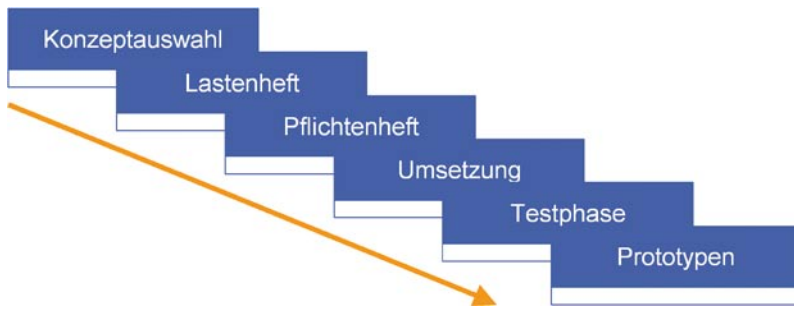 Konzeptauswahl
Lastenheft
Pflichtenheft
Umsetzung
Testphase
Prototypen